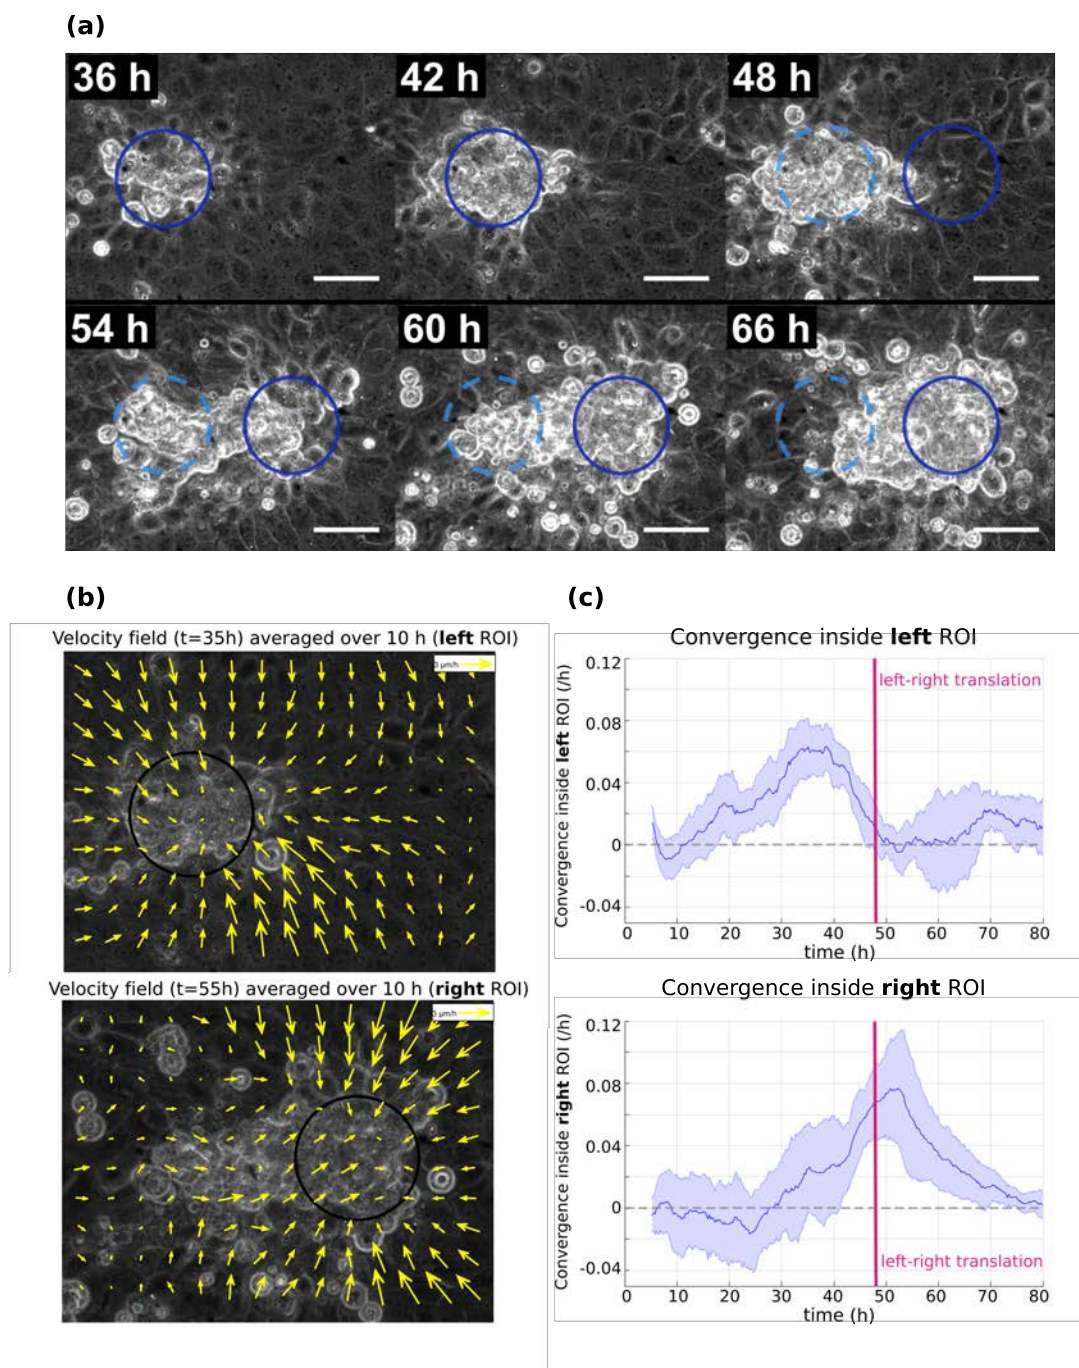 (a)
36 h
42 h
48 h
54 h
60 h
66 h
(b)
Velocity field (t=35h) averaged over 10 h (left ROI)
3 µm/h
Velocity field (t=55h) averaged over 10 h (right ROI)
3 µm/h
(c)
Convergence inside left ROI
Convergence inside left ROI (/h)
0.12
0.08
0.04
0
-0.04
left-right translation
0 10 20 30 40 50 60 70 80
time (h)
Convergence inside right ROI
Convergence inside right ROI (/h)
0.12
0.08
0.04
0
-0.04
left-right translation
0 10 20 30 40 50 60 70 80
time (h)